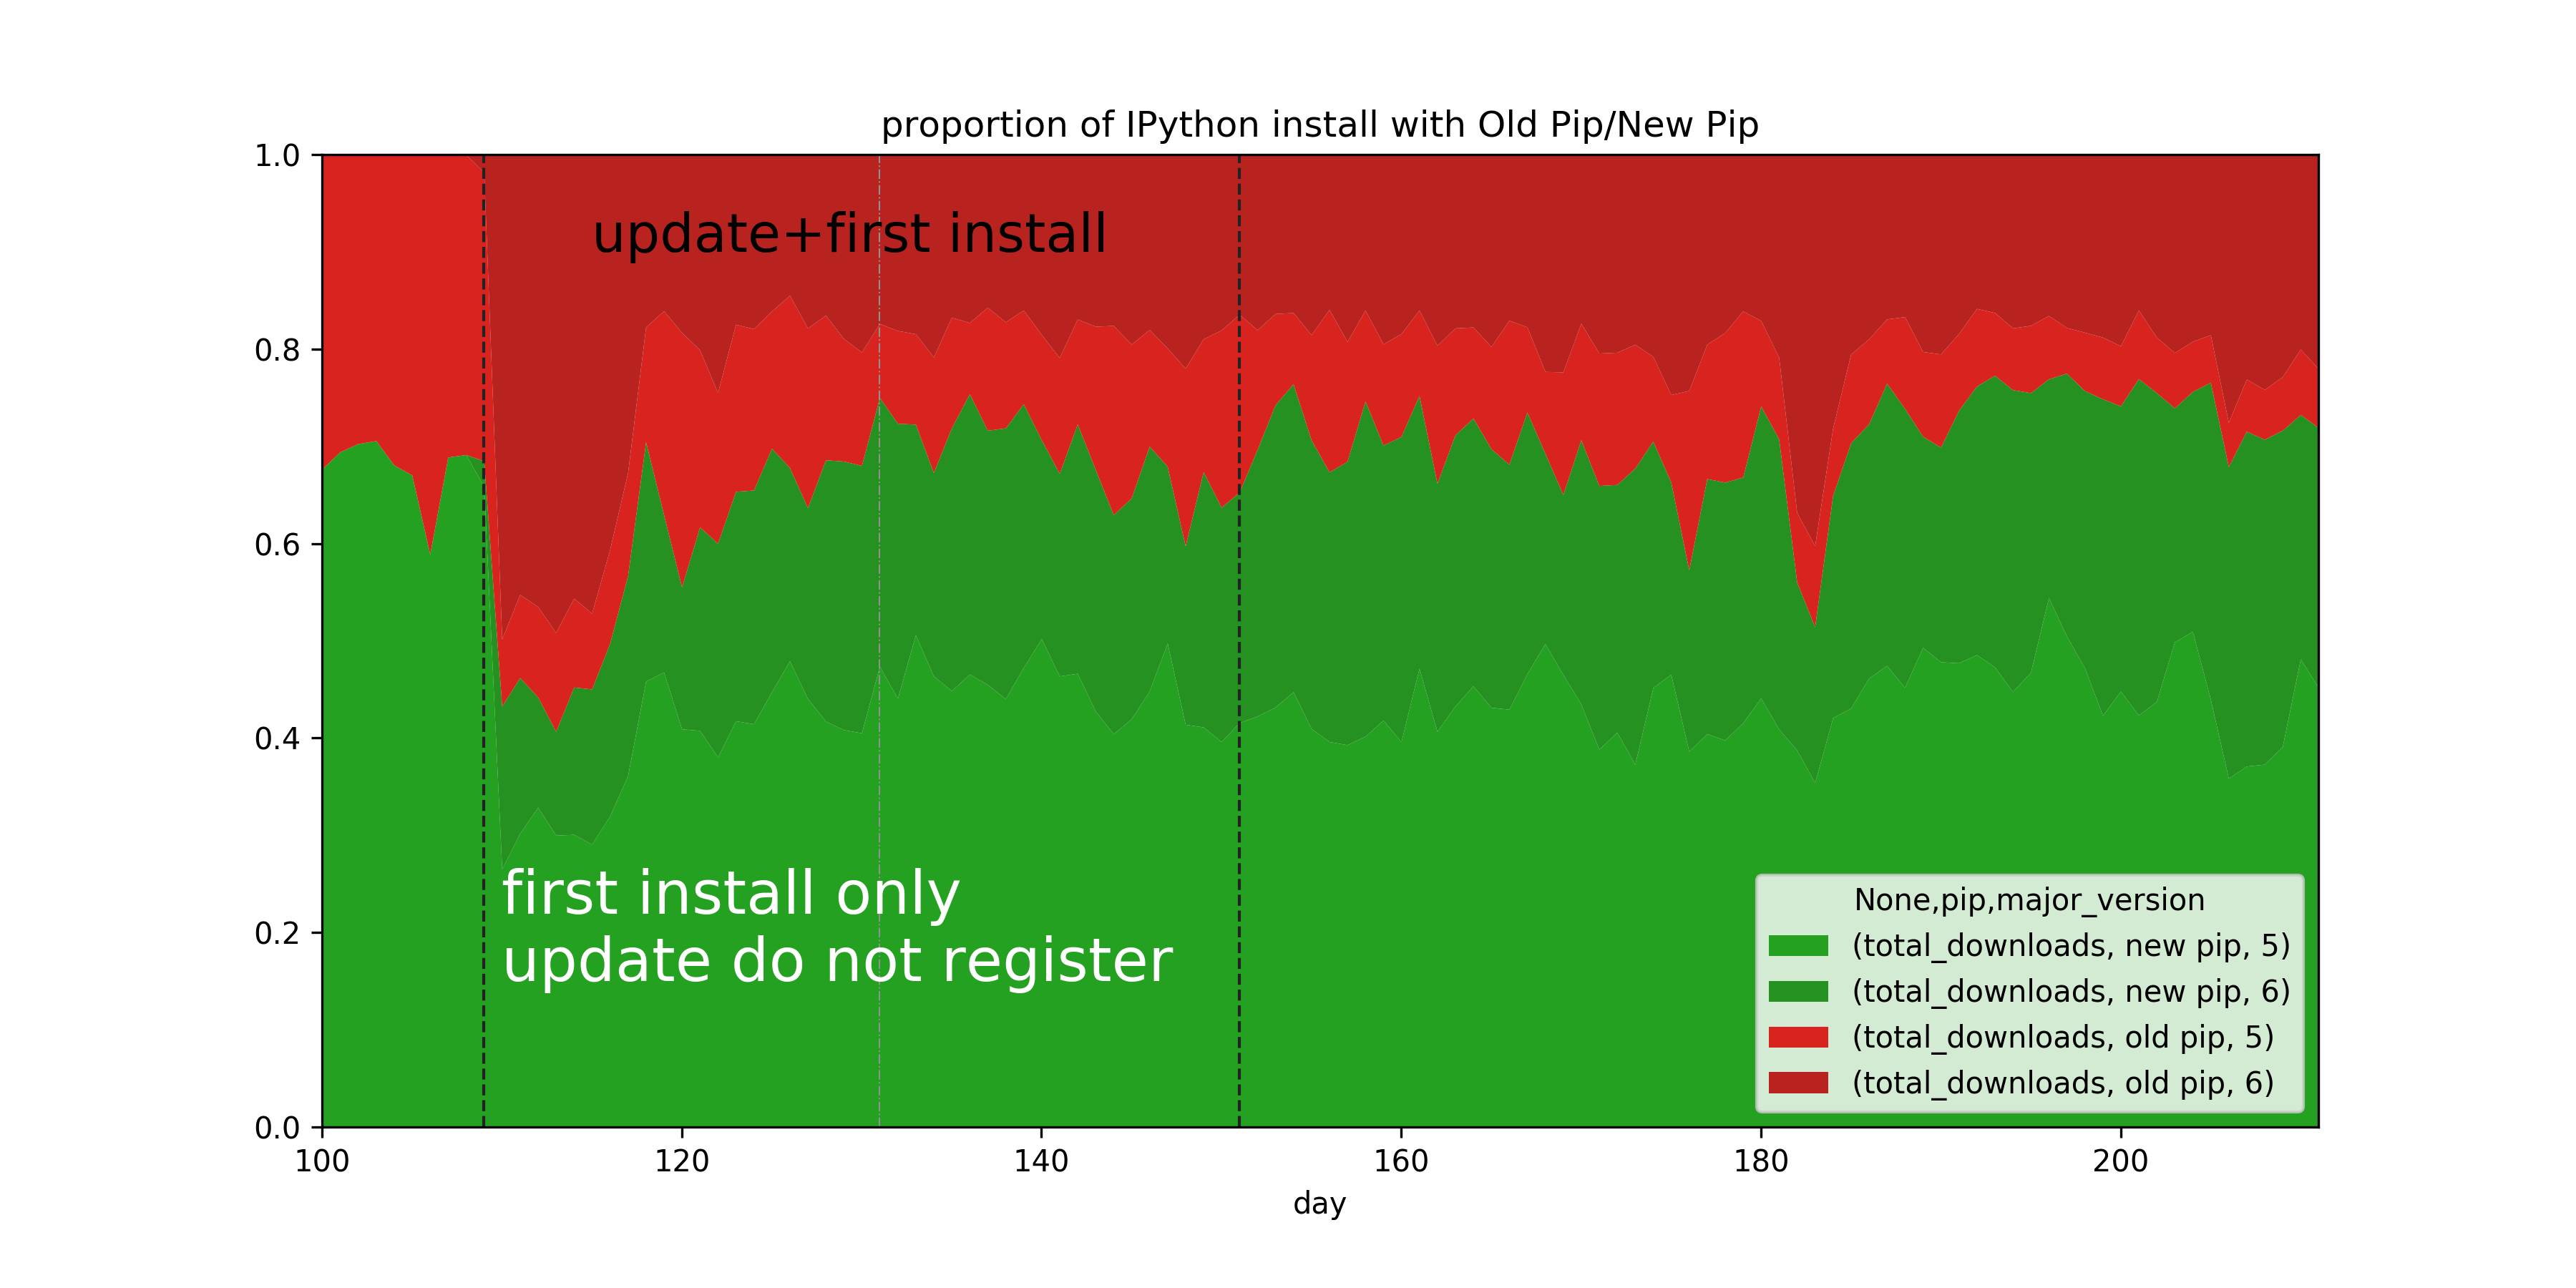 proportion of IPython install with Old Pip/New Pip
1.0
0.8
0.6
0.4
0.2
0.0
update+first install
first install only
update do not register
None,pip,major_version
(total_downloads, new pip, 5)
(total_downloads, new pip, 6)
(total_downloads, old pip, 5)
(total_downloads, old pip, 6)
100
120
140
160
180
200
day